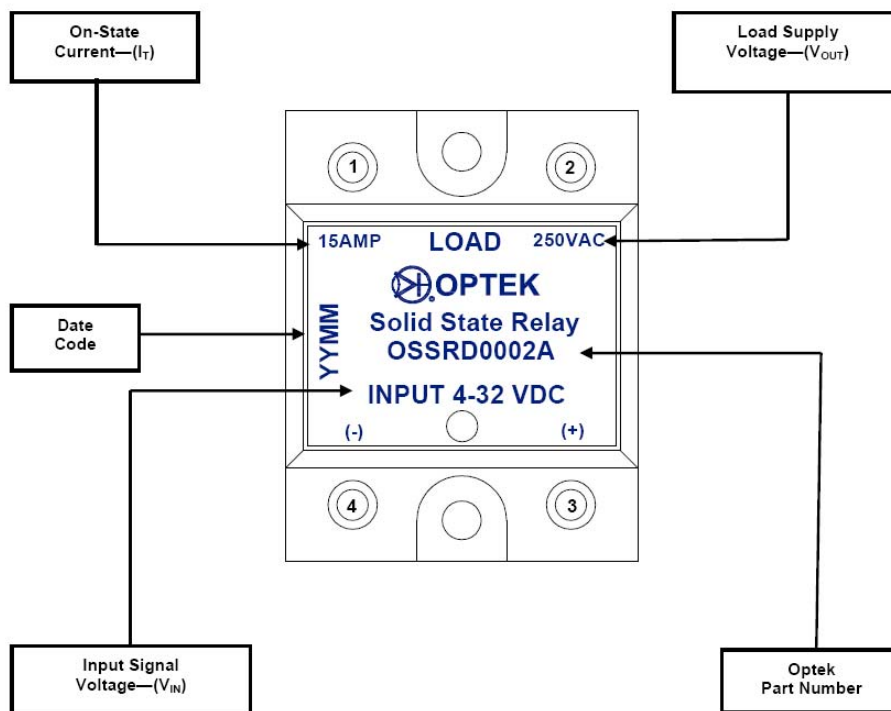 On-State
Current—(IT)
Load Supply
Voltage—(VOUT)
1
2
15AMP
LOAD
250VAC
OPTEK
Date
Code
YYMM
Solid State Relay
OSSRD0002A
INPUT 4-32 VDC
(-)
(+)
4
3
Input Signal
Voltage—(VIN)
Optek
Part Number